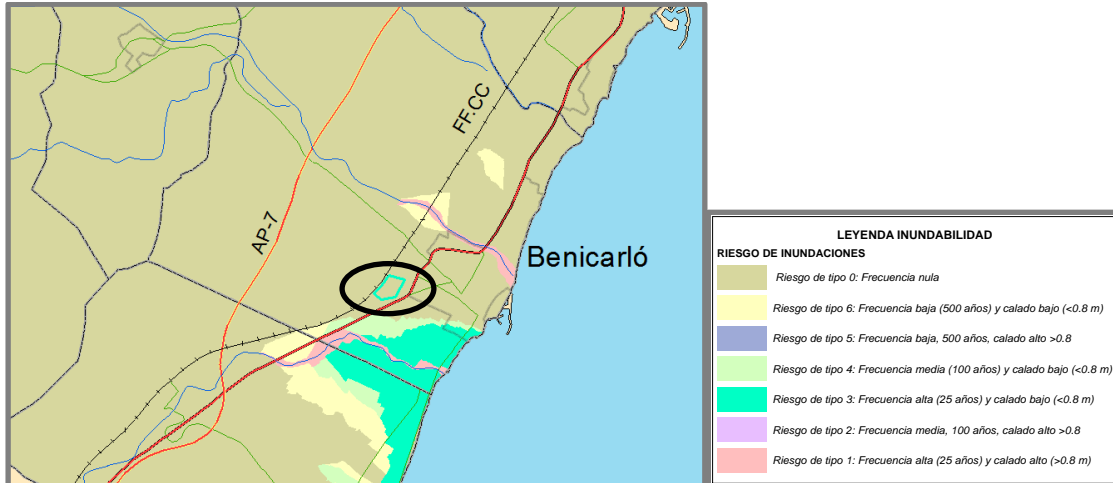 FF.CC
AP-7
Benicarló
LEYENDA INUNDABILIDAD
RIESGO DE INUNDACIONES
Riesgo de tipo 0: Frecuencia nula
Riesgo de tipo 6: Frecuencia baja (500 años) y calado bajo (<0.8 m)
Riesgo de tipo 5: Frecuencia baja, 500 años, calado alto >0.8
Riesgo de tipo 4: Frecuencia media (100 años) y calado bajo (<0.8 m)
Riesgo de tipo 3: Frecuencia alta (25 años) y calado bajo (<0.8 m)
Riesgo de tipo 2: Frecuencia media, 100 años, calado alto >0.8
Riesgo de tipo 1: Frecuencia alta (25 años) y calado alto (>0.8 m)